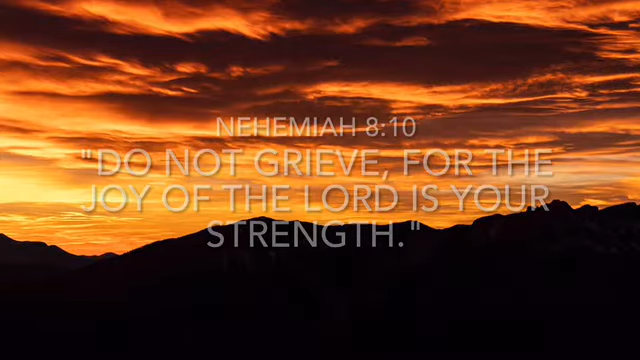 NEHEMIAH 8:10
"DO NOT GRIEVE, FOR THE
JOY OF THE LORD IS YOUR
STRENGTH."